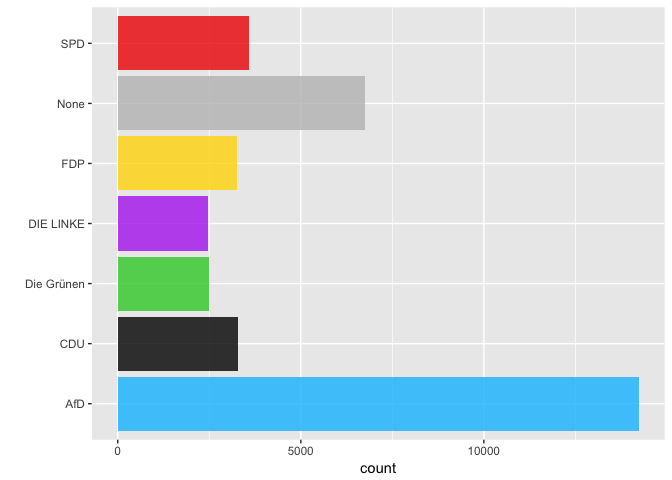 SPD
None
FDP
DIE LINKE
Die Grünen
CDU
AfD
0 5000 10000
count